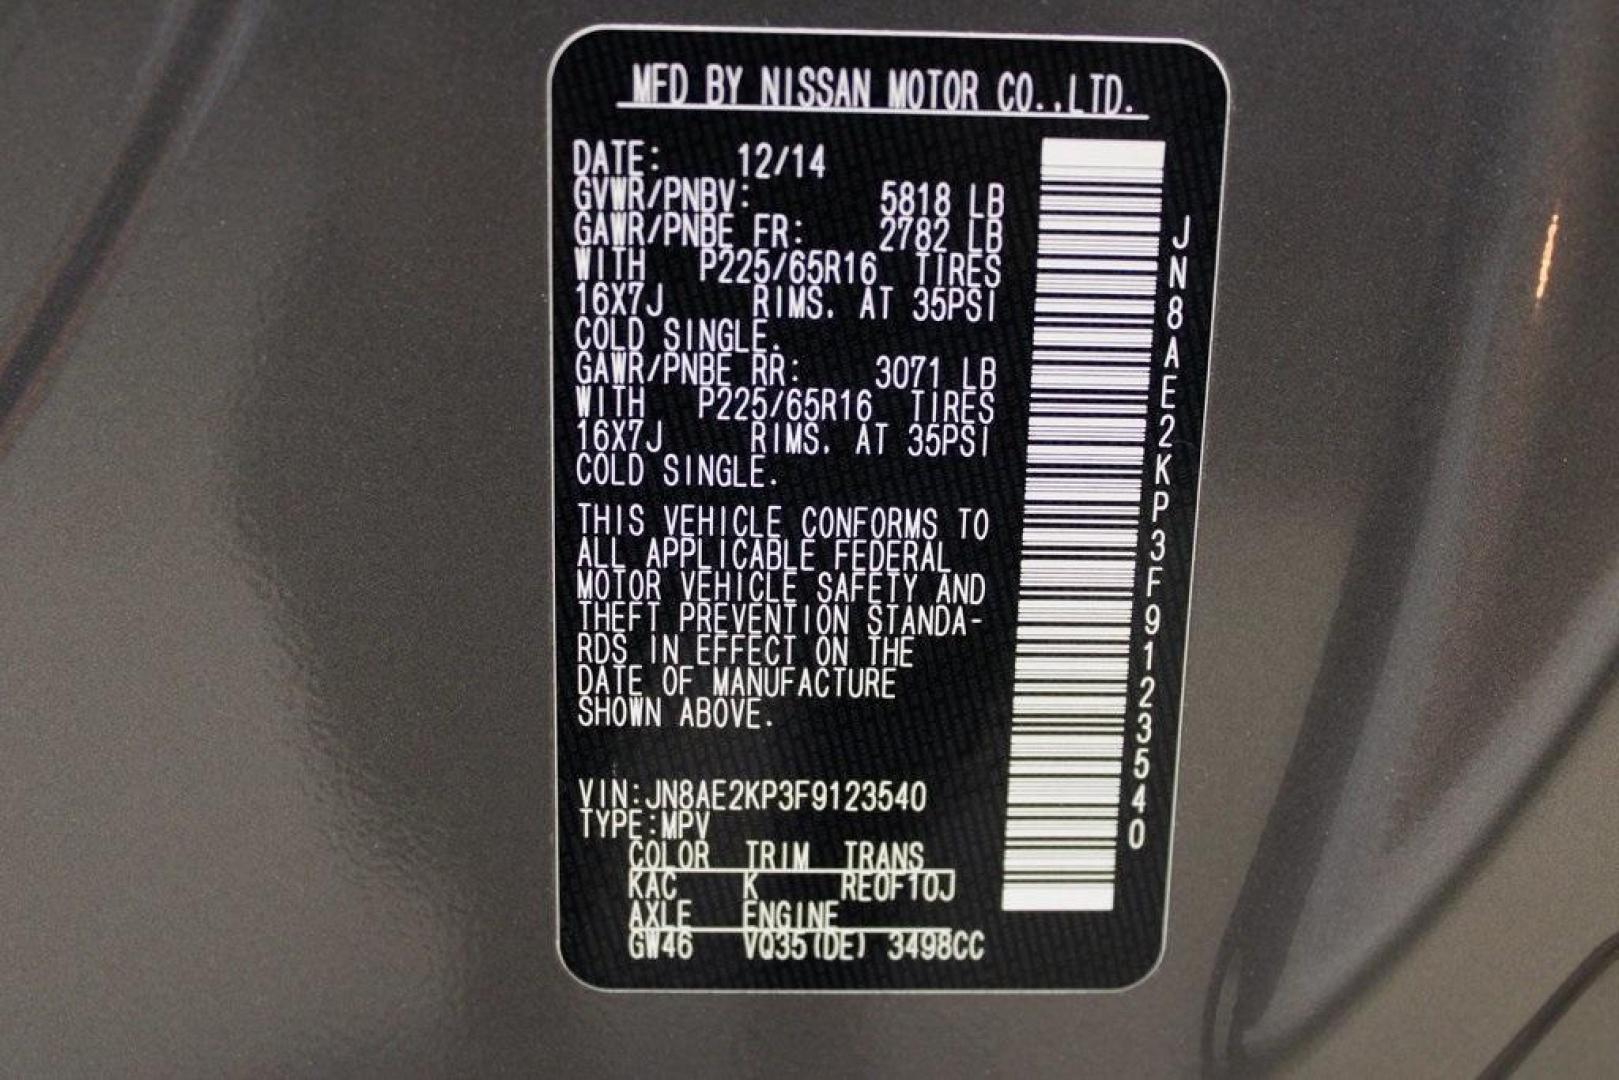 MFD BY NISSAN MOTOR CO.,LTD.
DATE: 12/14
GVWR/PNBV: 5818 LB
GAWR/PNBE FR: 2782 LB
WITH P225/65R16 TIRES
16X7J RIMS. AT 35PSI
COLD SINGLE.
GAWR/PNBE RR: 3071 LB
WITH P225/65R16 TIRES
16X7J RIMS. AT 35PSI
COLD SINGLE.
THIS VEHICLE CONFORMS TO
ALL APPLICABLE FEDERAL
MOTOR VEHICLE SAFETY AND
THEFT PREVENTION STANDA-
RDS IN EFFECT ON THE
DATE OF MANUFACTURE
SHOWN ABOVE.
VIN:JN8AE2KP3F9123540
TYPE:MPV
COLOR TRIM TRANS
KAC K RE0F10J
AXLE ENGINE
GW46 VQ35(DE) 3498CC
JN8AE2KP3F9123540